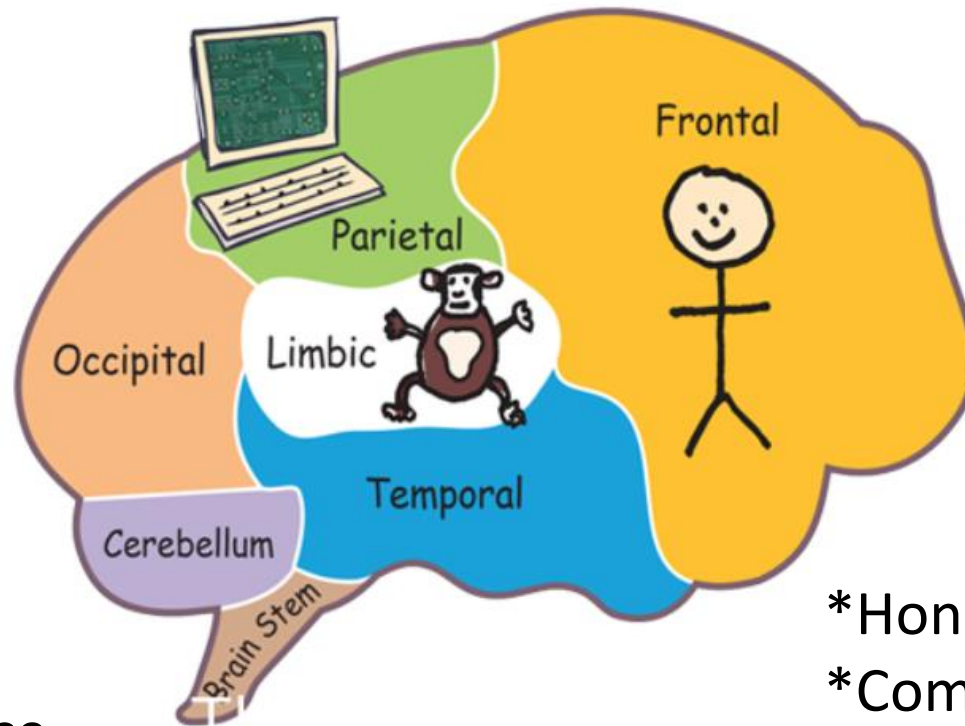 Frontal
Parietal
Occipital
Limbic
Temporal
Cerebellum
Brain Stem
*Hon
*Com